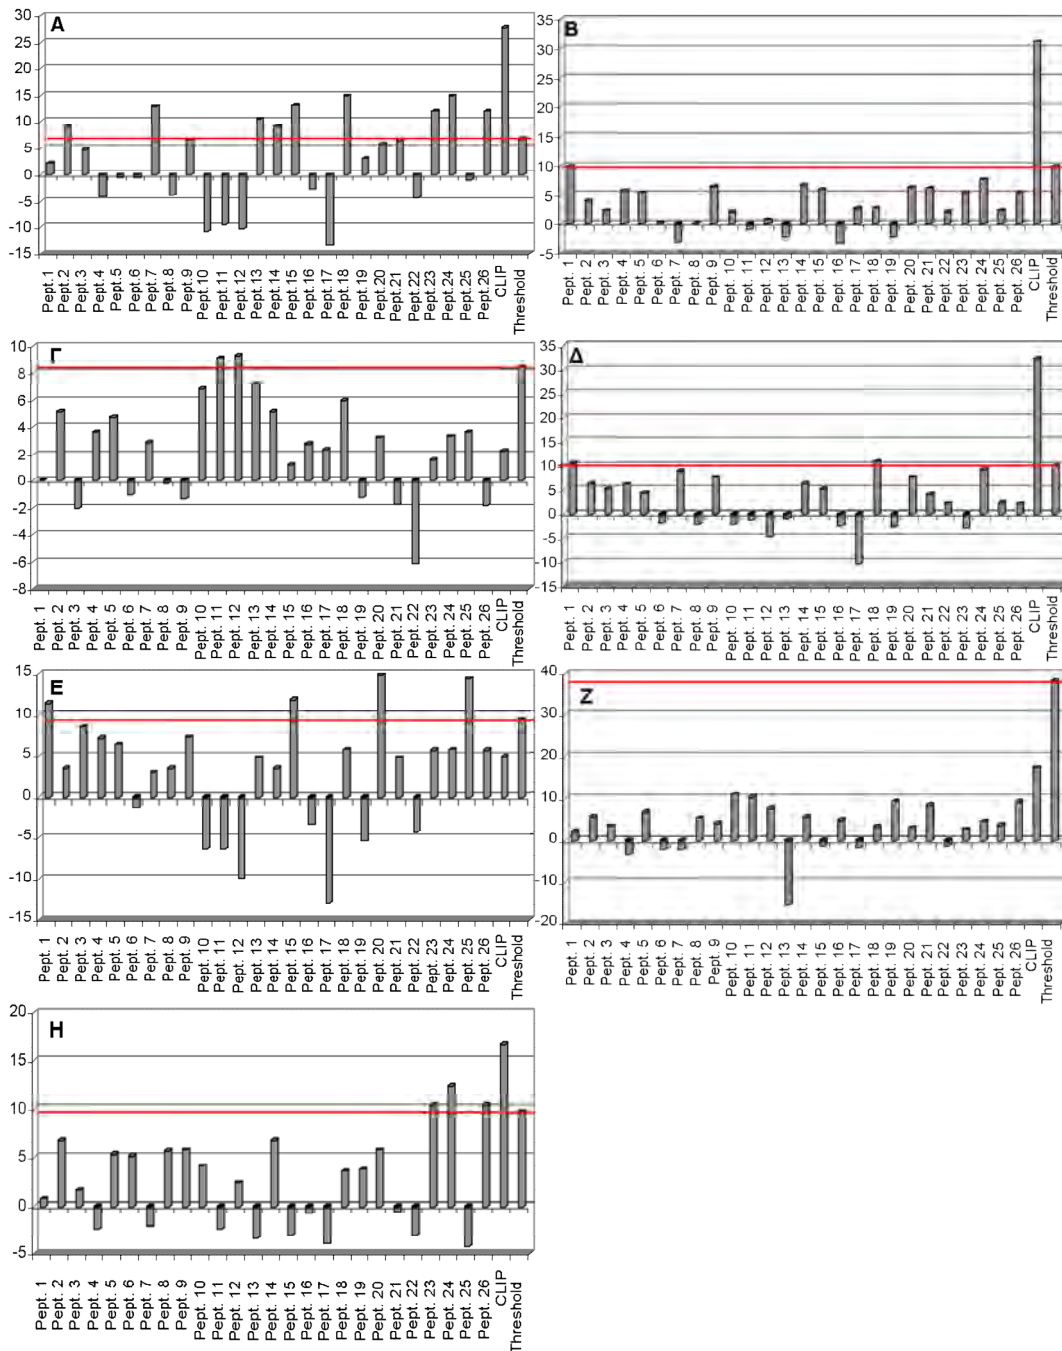 Α
30
25
20
15
10
5
0
-5
-10
-15
Pept.1
Pept.2
Pept.3
Pept.4
Pept.5
Pept.6
Pept.7
Pept.8
Pept.9
Pept.10
Pept.11
Pept.12
Pept.13
Pept.14
Pept.15
Pept.16
Pept.17
Pept.18
Pept.19
Pept.20
Pept.21
Pept.22
Pept.23
Pept.24
Pept.25
Pept.26
CLIP
Threshold
Β
35
30
25
20
15
10
5
0
-5
Pept. 1
Pept. 2
Pept. 3
Pept. 4
Pept. 5
Pept. 6
Pept. 7
Pept. 8
Pept. 9
Pept. 10
Pept. 11
Pept. 12
Pept. 13
Pept. 14
Pept. 15
Pept. 16
Pept. 17
Pept. 18
Pept. 19
Pept. 20
Pept. 21
Pept. 22
Pept. 23
Pept. 24
Pept. 25
Pept. 26
CLIP
Threshold
Γ
10
8
6
4
2
0
-2
-4
-6
-8
Pept. 1
Pept. 2
Pept. 3
Pept. 4
Pept. 5
Pept. 6
Pept. 7
Pept. 8
Pept. 9
Pept. 10
Pept. 11
Pept. 12
Pept. 13
Pept. 14
Pept. 15
Pept. 16
Pept. 17
Pept. 18
Pept. 19
Pept. 20
Pept. 21
Pept. 22
Pept. 23
Pept. 24
Pept. 25
Pept. 26
CLIP
Threshold
Δ
35
30
25
20
15
10
5
0
-5
-10
-15
Pept. 1
Pept. 2
Pept. 3
Pept. 4
Pept. 5
Pept. 6
Pept. 7
Pept. 8
Pept. 9
Pept. 10
Pept. 11
Pept. 12
Pept. 13
Pept. 14
Pept. 15
Pept. 16
Pept. 17
Pept. 18
Pept. 19
Pept. 20
Pept. 21
Pept. 22
Pept. 23
Pept. 24
Pept. 25
Pept. 26
CLIP
Threshold
Ε
15
10
5
0
-5
-10
-15
Pept. 1
Pept. 2
Pept. 3
Pept. 4
Pept. 5
Pept. 6
Pept. 7
Pept. 8
Pept. 9
Pept. 10
Pept. 11
Pept. 12
Pept. 13
Pept. 14
Pept. 15
Pept. 16
Pept. 17
Pept. 18
Pept. 19
Pept. 20
Pept. 21
Pept. 22
Pept. 23
Pept. 24
Pept. 25
Pept. 26
CLIP
Threshold
Ζ
40
30
20
10
0
-10
-20
Pept. 1
Pept. 2
Pept. 3
Pept. 4
Pept. 5
Pept. 6
Pept. 7
Pept. 8
Pept. 9
Pept. 10
Pept. 11
Pept. 12
Pept. 13
Pept. 14
Pept. 15
Pept. 16
Pept. 17
Pept. 18
Pept. 19
Pept. 20
Pept. 21
Pept. 22
Pept. 23
Pept. 24
Pept. 25
Pept. 26
CLIP
Threshold
Η
20
15
10
5
0
-5
Pept. 1
Pept. 2
Pept. 3
Pept. 4
Pept. 5
Pept. 6
Pept. 7
Pept. 8
Pept. 9
Pept. 10
Pept. 11
Pept. 12
Pept. 13
Pept. 14
Pept. 15
Pept. 16
Pept. 17
Pept. 18
Pept. 19
Pept. 20
Pept. 21
Pept. 22
Pept. 23
Pept. 24
Pept. 25
Pept. 26
CLIP
Threshold